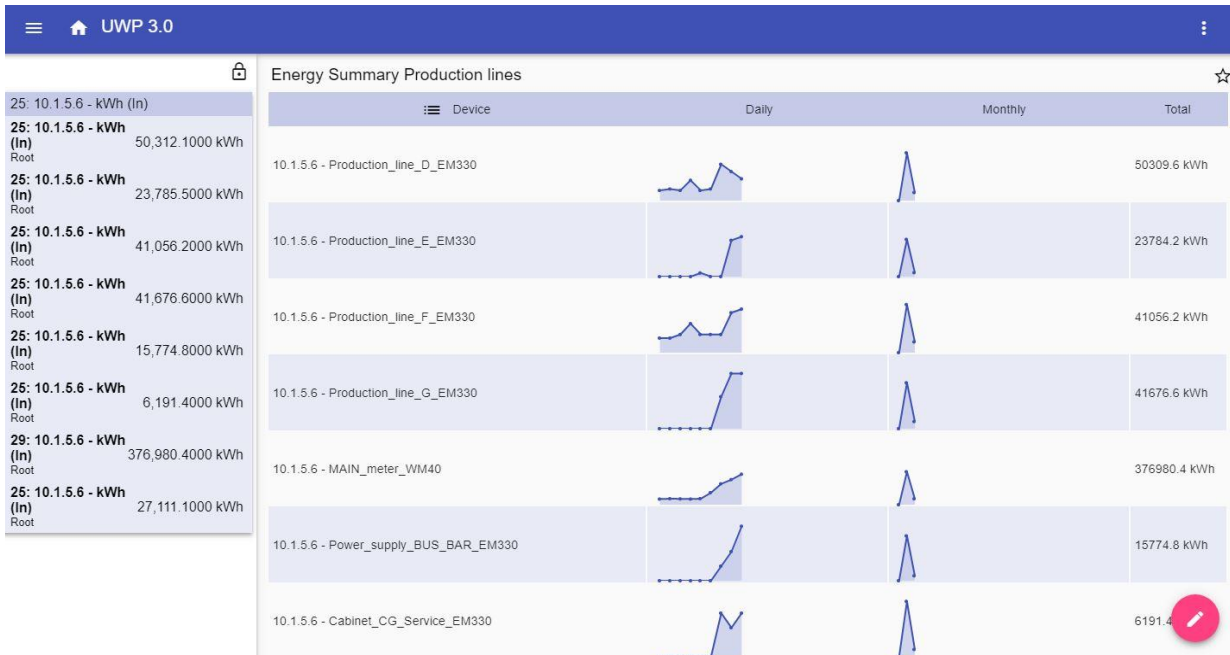 UWP 3.0
25: 10.1.5.6 - kWh (In)
25: 10.1.5.6 - kWh
(In)
50,312.1000 kWh
Root
25: 10.1.5.6 - kWh
(In)
23,785.5000 kWh
Root
25: 10.1.5.6 - kWh
(In)
41,056.2000 kWh
Root
25: 10.1.5.6 - kWh
(In)
41,676.6000 kWh
Root
25: 10.1.5.6 - kWh
(In)
15,774.8000 kWh
Root
25: 10.1.5.6 - kWh
(In)
6,191.4000 kWh
Root
29: 10.1.5.6 - kWh
(In)
376,980.4000 kWh
Root
25: 10.1.5.6 - kWh
(In)
27,111.1000 kWh
Root
Energy Summary Production lines
Device Daily Monthly Total
10.1.5.6 - Production_line_D_EM330 50309.6 kWh
10.1.5.6 - Production_line_E_EM330 23784.2 kWh
10.1.5.6 - Production_line_F_EM330 41056.2 kWh
10.1.5.6 - Production_line_G_EM330 41676.6 kWh
10.1.5.6 - MAIN_meter_WM40 376980.4 kWh
10.1.5.6 - Power_supply_BUS_BAR_EM330 15774.8 kWh
10.1.5.6 - Cabinet_CG_Service_EM330 6191.4